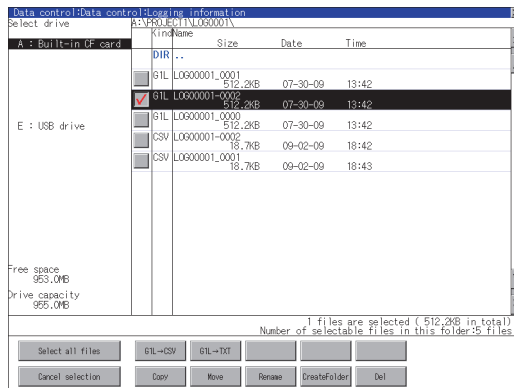 Data control:Data control:Logging information
Select drive A:\PROJECT1\LOG0001\
Kind Name
Size Date Time
A : Built-in CF card
DIR ..
G1L LOG00001_0001
512.2KB 07-30-09 13:42
G1L LOG00001-0002
512.2KB 07-30-09 13:42
G1L LOG00001_0000
512.2KB 07-30-09 13:42
E : USB drive
CSV LOG00001-0002
18.7KB 09-02-09 18:42
CSV LOG00001_0001
18.7KB 09-02-09 18:43
Free space
953.0MB
Drive capacity
955.0MB
1 files are selected ( 512.2KB in total)
Number of selectable files in this folder:5 files
Select all files G1L→CSV G1L→TXT
Cancel selection Copy Move Rename CreateFolder Del